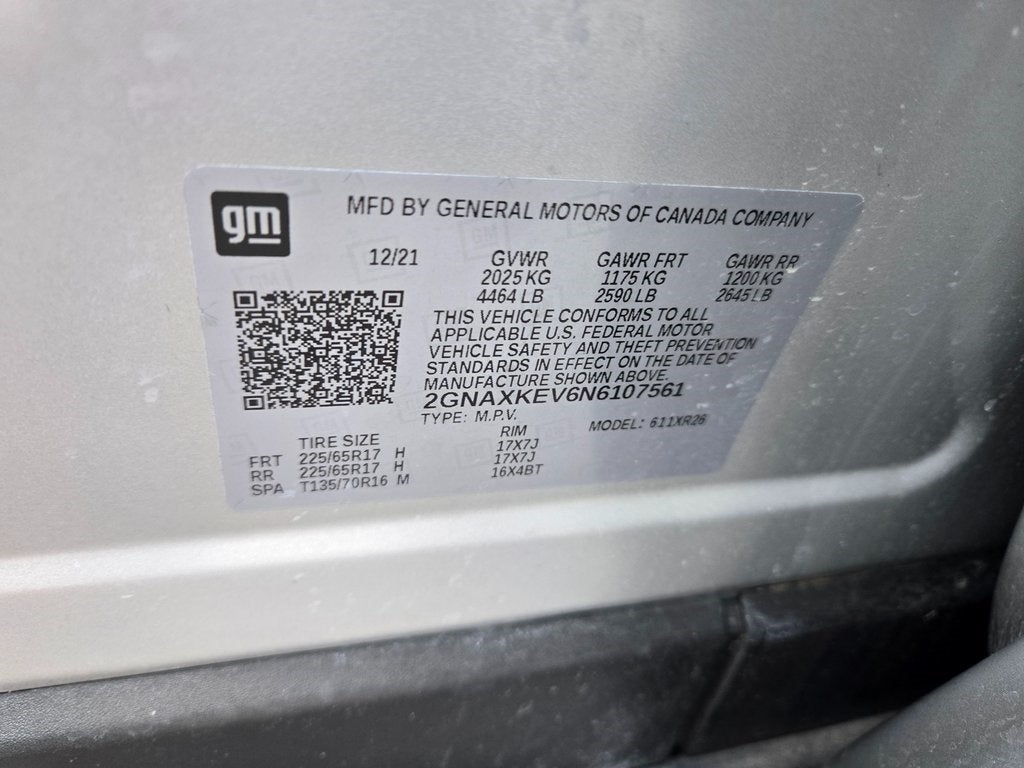 gm
MFD BY GENERAL MOTORS OF CANADA COMPANY
12/21 GVWR GAWR FRT GAWR RR
2025 KG 1175 KG 1200 KG
4464 LB 2590 LB 2645 LB
THIS VEHICLE CONFORMS TO ALL
APPLICABLE U.S. FEDERAL MOTOR
VEHICLE SAFETY AND THEFT PREVENTION
STANDARDS IN EFFECT ON THE DATE OF
MANUFACTURE SHOWN ABOVE.
2GNAXKEV6N6107561
TYPE: M.P.V. MODEL: 611XR26
TIRE SIZE RIM
FRT 225/65R17 H 17X7J
RR 225/65R17 H 17X7J
SPA T135/70R16 M 16X4BT